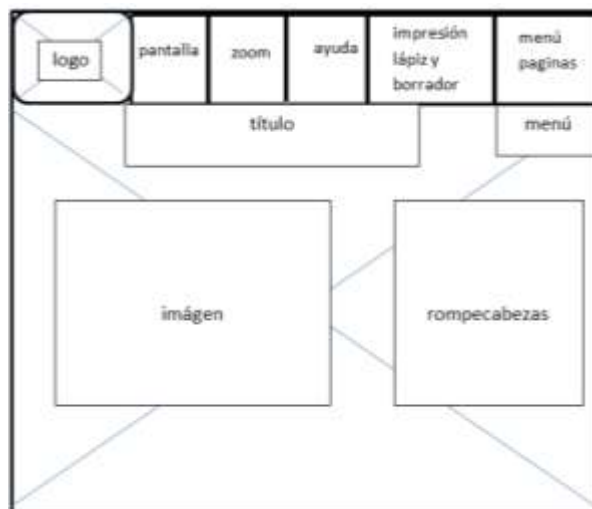 logo
pantalla
zoom
ayuda
impresión
lápiz y
borrador
menú
paginas
título
menú
imágen
rompecabezas